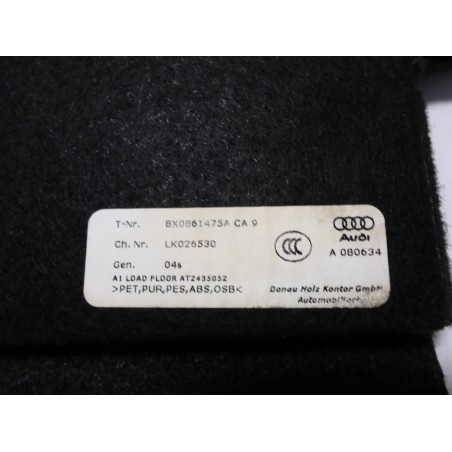 T-Nr. 8X0861475A CA 9
Ch. Nr. LK026530
Gen. 04s
A1 LOAD FLOOR AT2435052
>PET,PUR,PES,ABS,OSB<
CCC
Audi
A 080634
Donau Holz Kontor GmbH